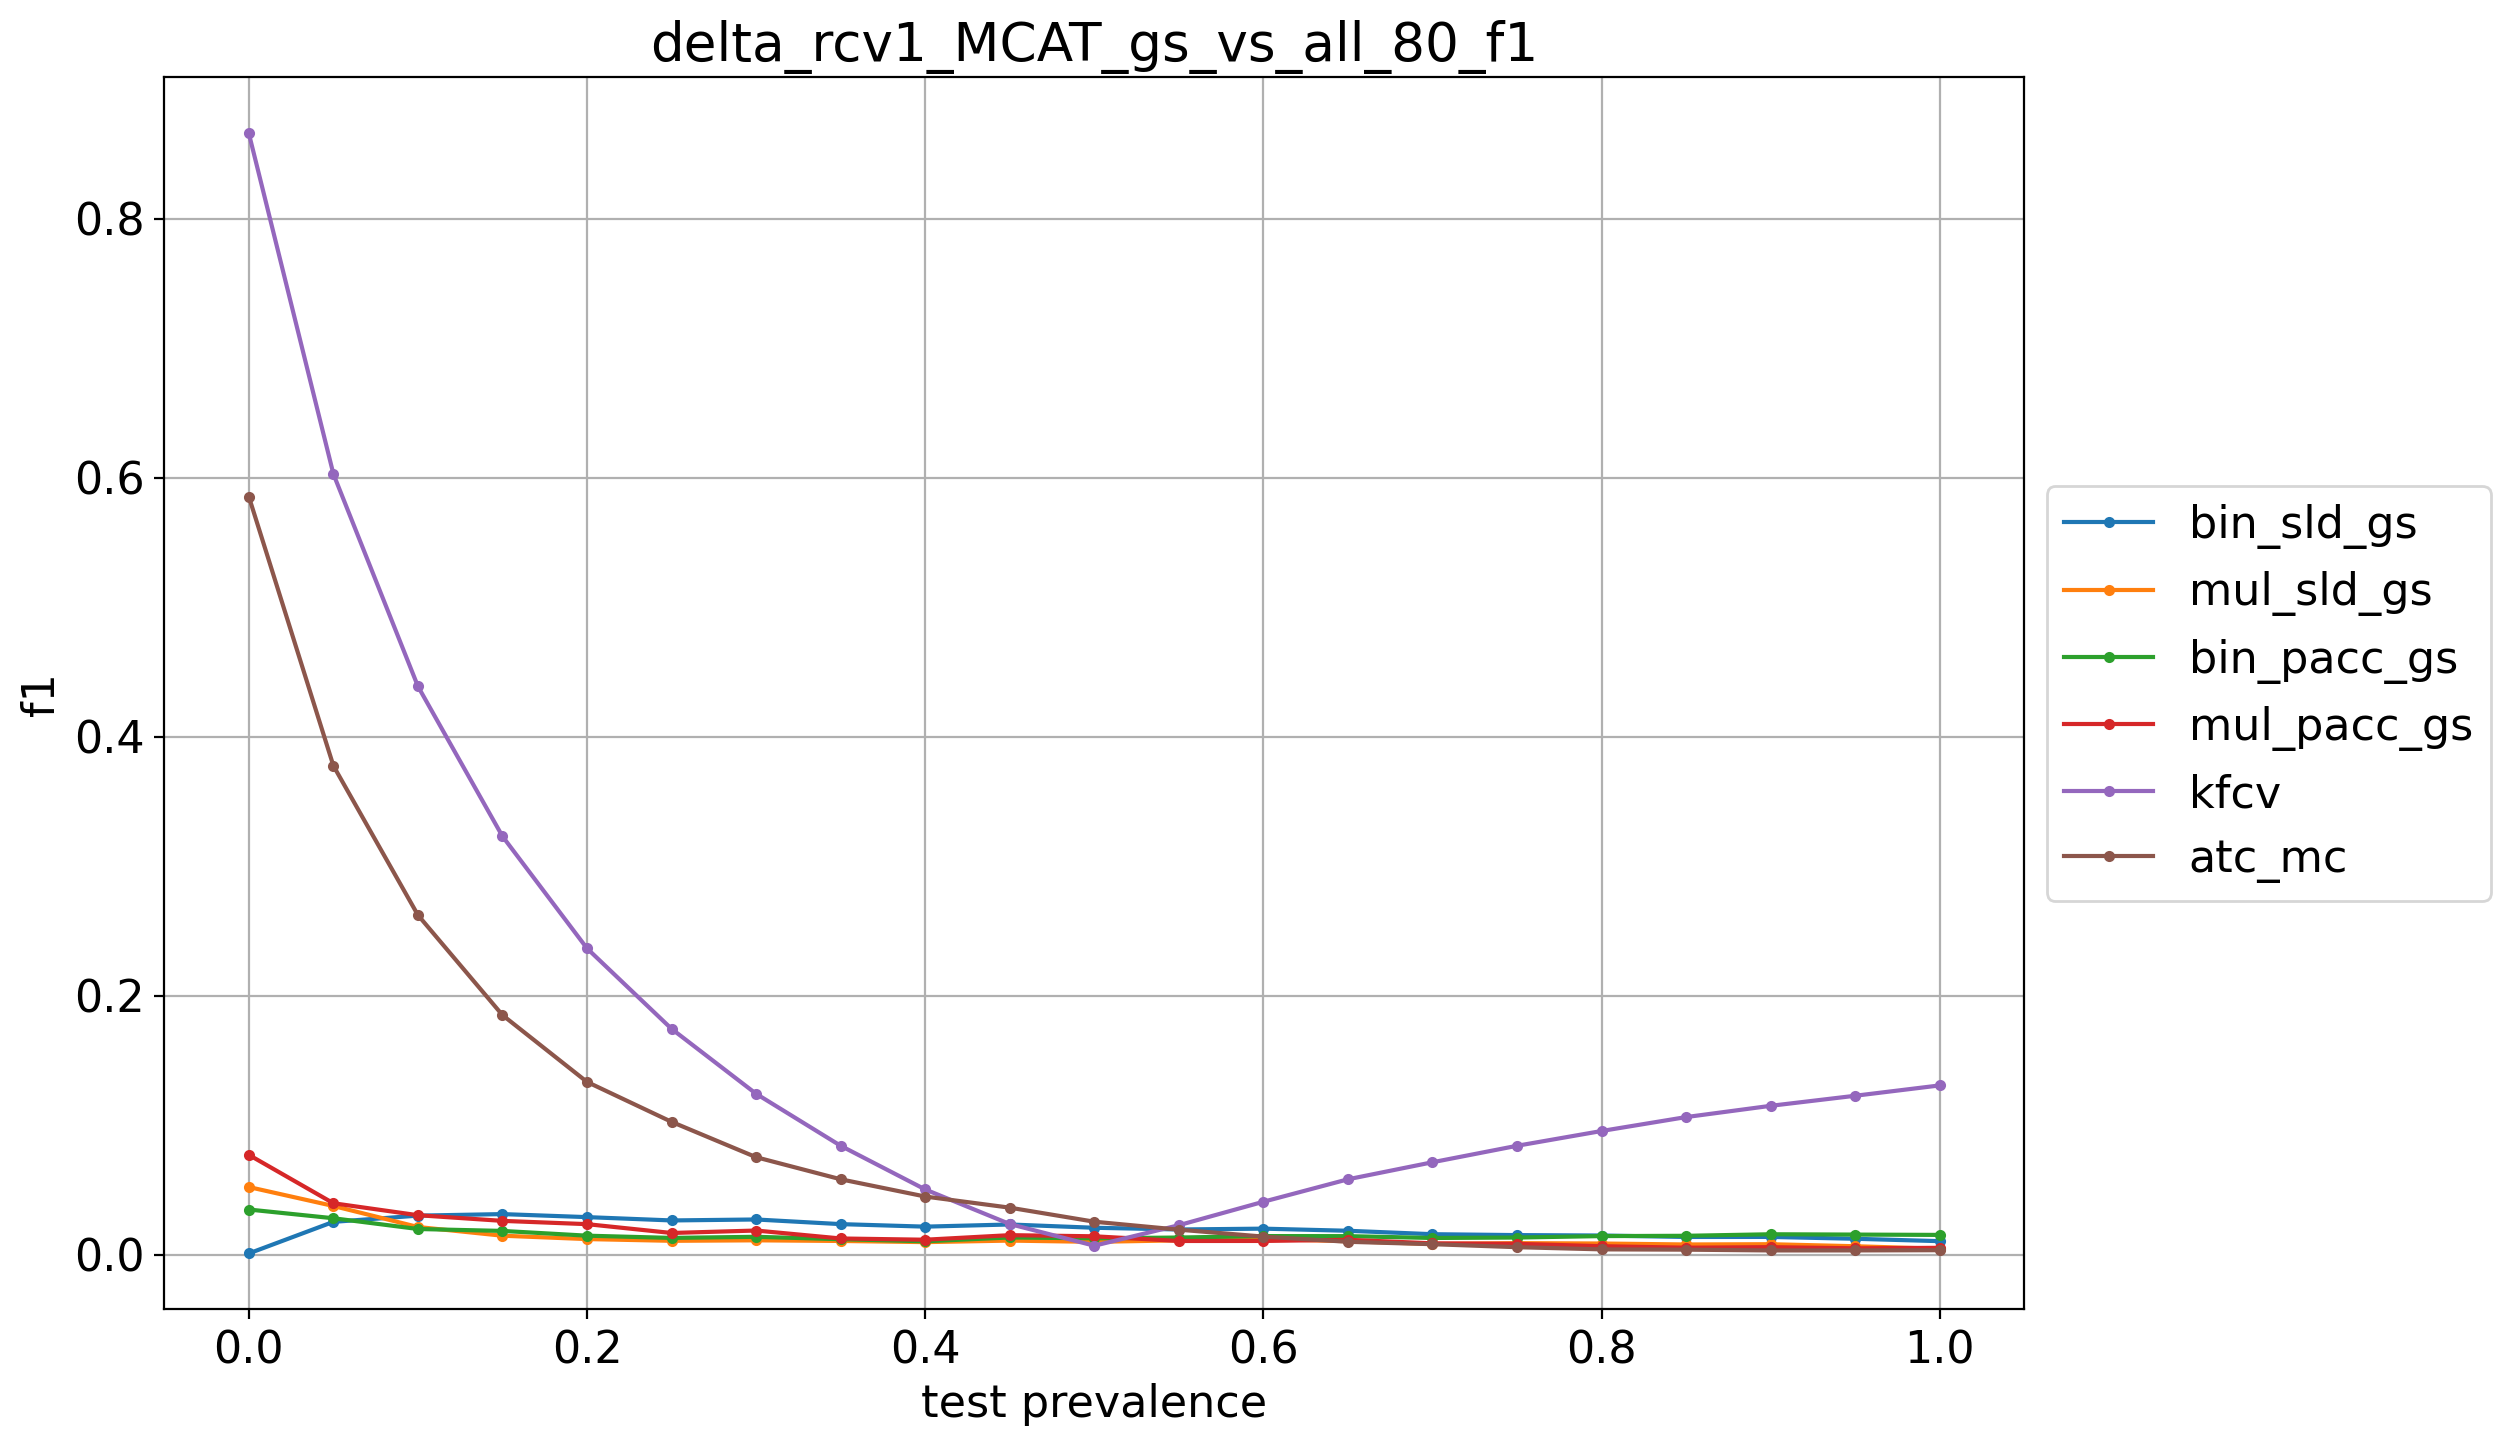 delta_rcv1_MCAT_gs_vs_all_80_f1
0.8
0.6
0.4
0.2
0.0
f1
0.0 0.2 0.4 0.6 0.8 1.0
test prevalence
bin_sld_gs
mul_sld_gs
bin_pacc_gs
mul_pacc_gs
kfcv
atc_mc